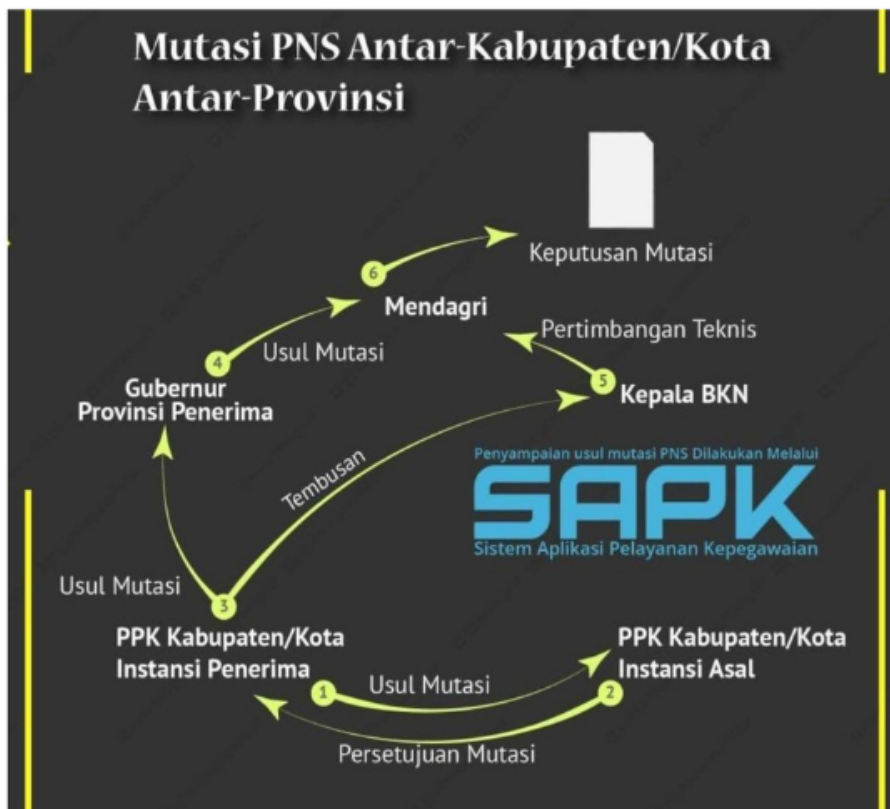 Mutasi PNS Antar-Kabupaten/Kota
Antar-Provinsi
Keputusan Mutasi
6
Mendagri
Pertimbangan Teknis
4
Usul Mutasi
5
Gubernur
Provinsi Penerima
Kepala BKN
Tembusan
Penyampaian usul mutasi PNS Dilakukan Melalui
SAPK
Sistem Aplikasi Pelayanan Kepegawaian
Usul Mutasi
3
PPK Kabupaten/Kota
Instansi Penerima
PPK Kabupaten/Kota
Instansi Asal
1
Usul Mutasi
2
Persetujuan Mutasi